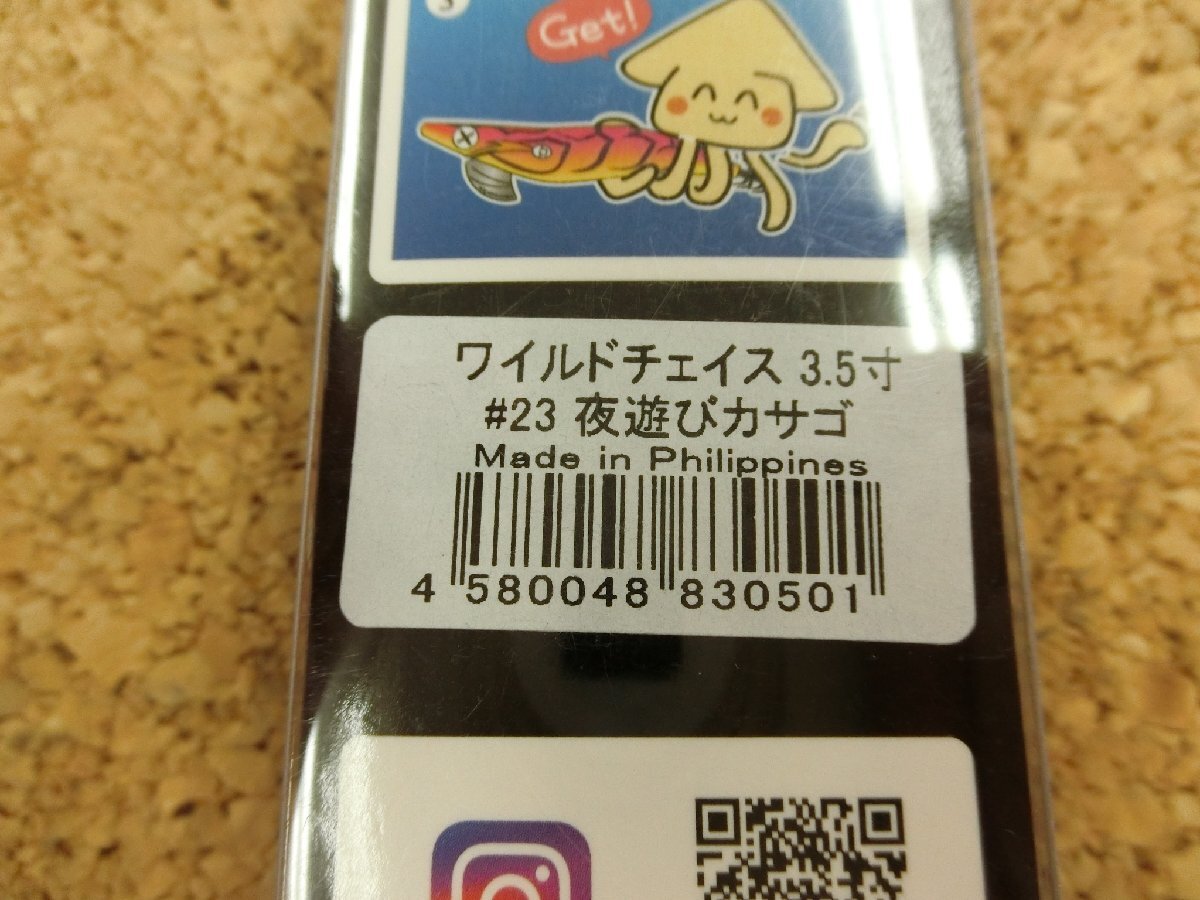 3
Get!
ワイルドチェイス 3.5寸
#23 夜遊びカサゴ
Made in Philippines
4 580048 830501